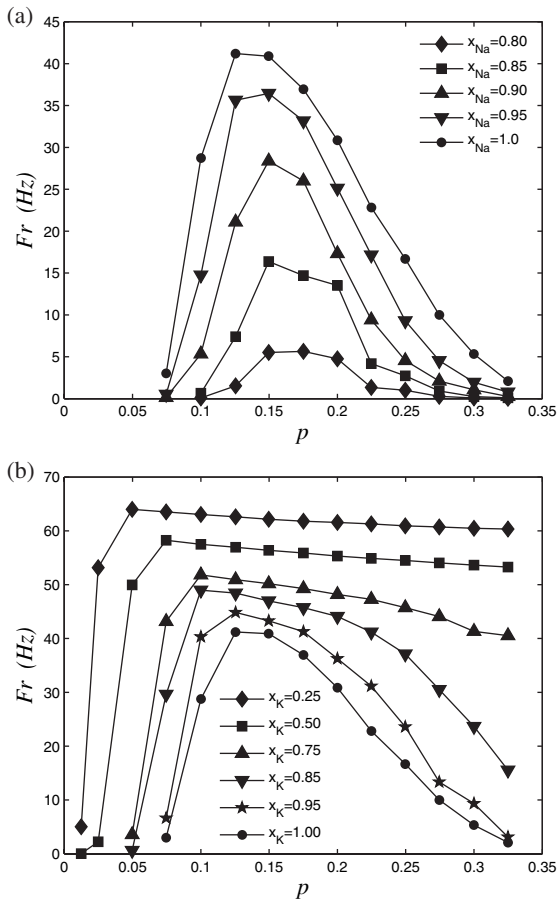 (a)
45
40
35
30
25
20
15
10
5
0
Fr (Hz)
x_Na=0.80
x_Na=0.85
x_Na=0.90
x_Na=0.95
x_Na=1.0
0 0.05 0.1 0.15 0.2 0.25 0.3 0.35
p
(b)
70
60
50
40
30
20
10
0
Fr (Hz)
x_K=0.25
x_K=0.50
x_K=0.75
x_K=0.85
x_K=0.95
x_K=1.00
0 0.05 0.1 0.15 0.2 0.25 0.3 0.35
p